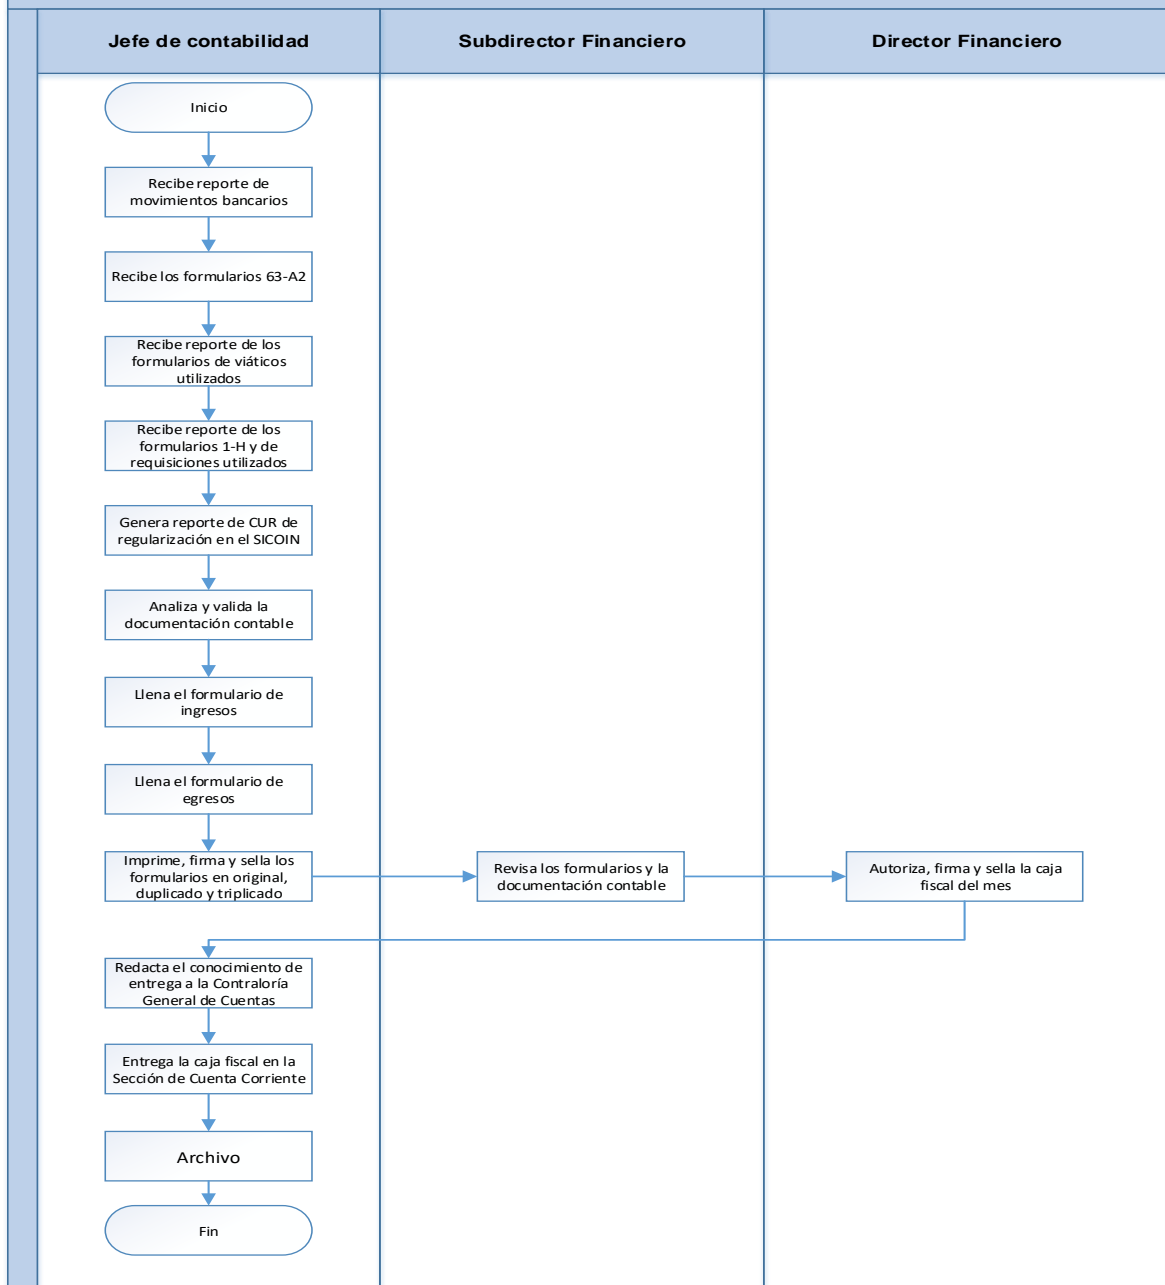 Jefe de contabilidad
Subdirector Financiero
Director Financiero
Inicio
Recibe reporte de
movimientos bancarios
Recibe los formularios 63-A2
Recibe reporte de los
formularios de viáticos
utilizados
Recibe reporte de los
formularios 1-H y de
requisiciones utilizados
Genera reporte de CUR de
regularización en el SICOIN
Analiza y valida la
documentación contable
Llena el formulario de
ingresos
Llena el formulario de
egresos
Imprime, firma y sella los
formularios en original,
duplicado y triplicado
Revisa los formularios y la
documentación contable
Autoriza, firma y sella la caja
fiscal del mes
Redacta el conocimiento de
entrega a la Contraloría
General de Cuentas
Entrega la caja fiscal en la
Sección de Cuenta Corriente
Archivo
Fin